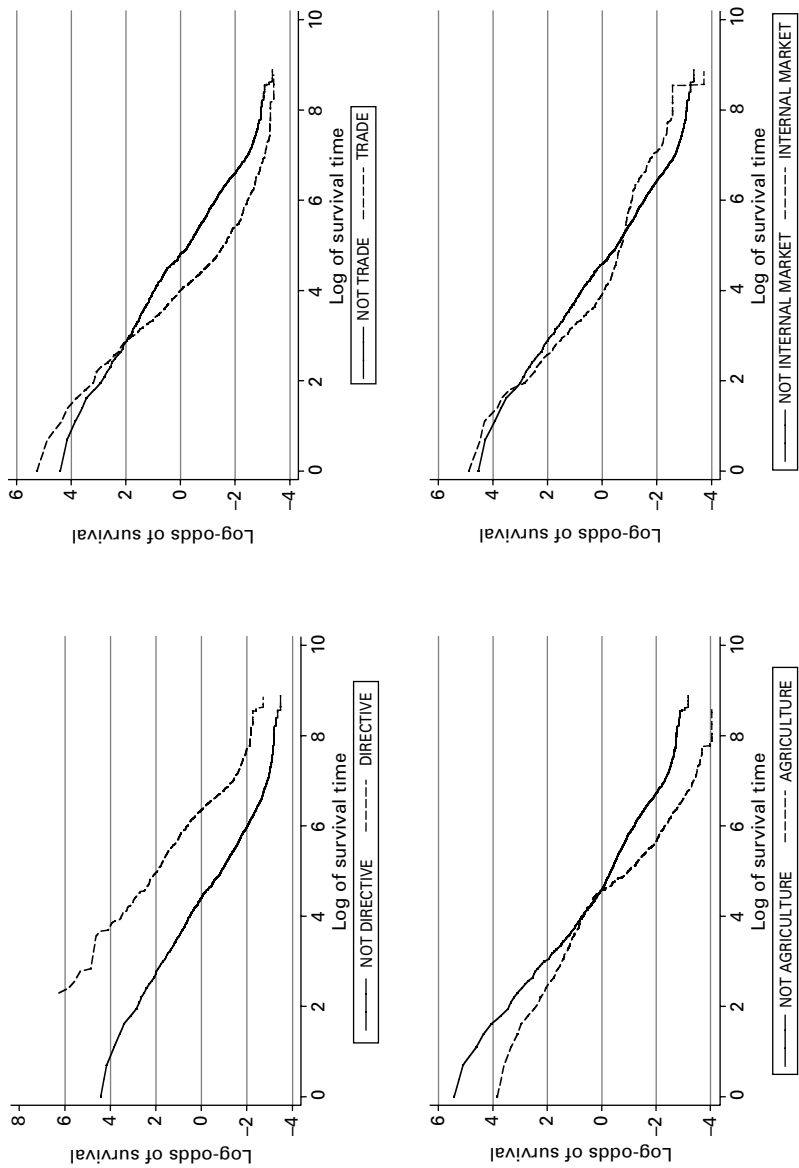 Log-odds of survival
8
6
4
2
0
−2
−4
0 2 4 6 8 10
Log of survival time
NOT DIRECTIVE DIRECTIVE
Log-odds of survival
6
4
2
0
−2
−4
0 2 4 6 8 10
Log of survival time
NOT TRADE TRADE
Log-odds of survival
6
4
2
0
−2
−4
0 2 4 6 8 10
Log of survival time
NOT AGRICULTURE AGRICULTURE
Log-odds of survival
6
4
2
0
−2
−4
0 2 4 6 8 10
Log of survival time
NOT INTERNAL MARKET INTERNAL MARKET